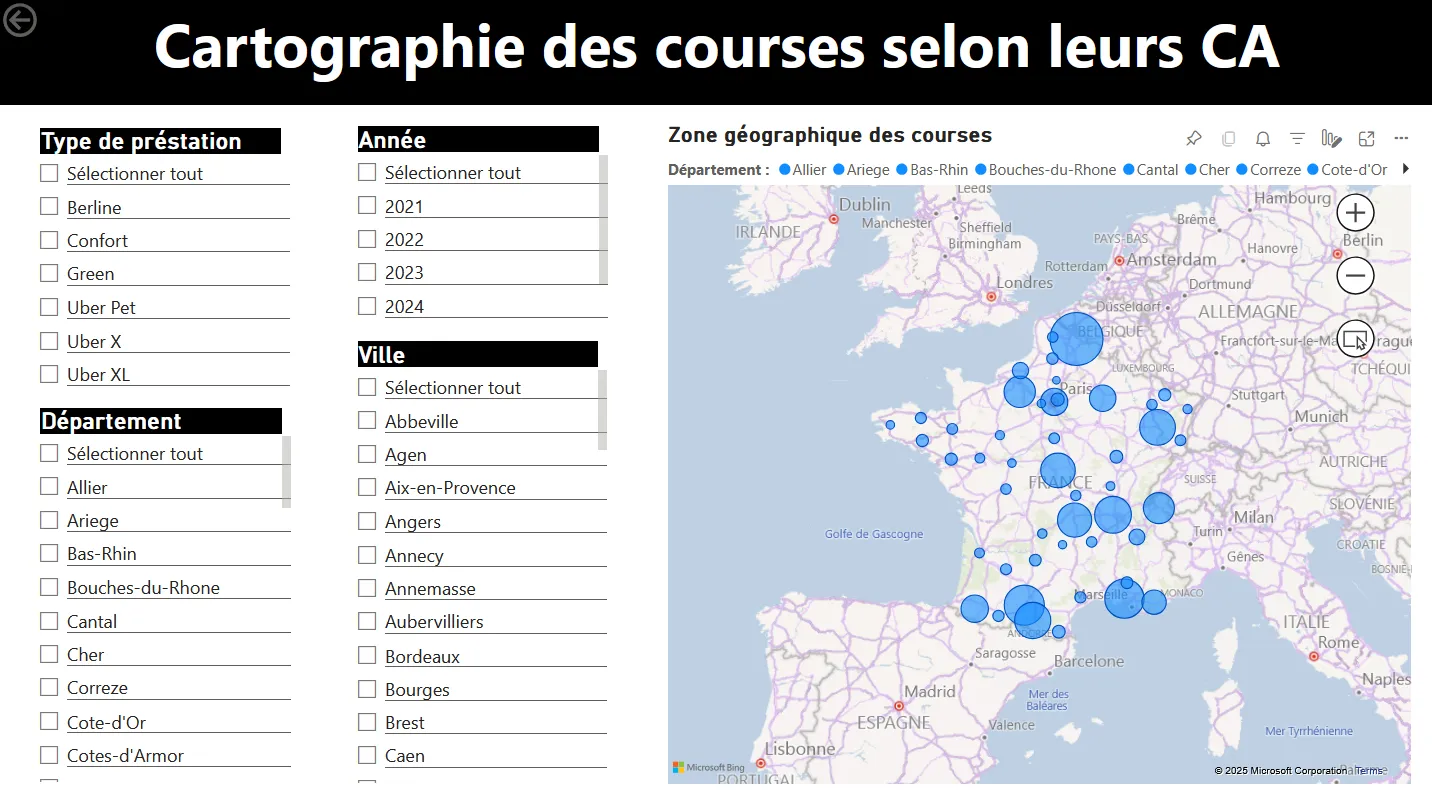 Cartographie des courses selon leurs CA
Type de préstation
Sélectionner tout
Berline
Confort
Green
Uber Pet
Uber X
Uber XL
Département
Sélectionner tout
Allier
Ariege
Bas-Rhin
Bouches-du-Rhone
Cantal
Cher
Correze
Cote-d'Or
Cotes-d'Armor
Année
Sélectionner tout
2021
2022
2023
2024
Ville
Sélectionner tout
Abbeville
Agen
Aix-en-Provence
Angers
Annecy
Annemasse
Aubervilliers
Bordeaux
Bourges
Brest
Caen
Zone géographique des courses
Département : Allier Ariege Bas-Rhin Bouches-du-Rhone Cantal Cher Correze Cote-d'Or
Leeds
Hambourg
Dublin
Manchester
Brême
IRLANDE
Sheffield
Birmingham
PAYS-BAS
Berlin
Hanovre
Amsterdam
Rotterdam
Londres
Dortmund
Düsseldorf
ALLEMAGNE
BELGIQUE
Francfort-sur-le-Ma
rague
LUXEMBOURG
TCHÉQUI
Paris
Stuttgart
Munich
AUTRICHE
FRANCE
SUISSE
SLOVÉNIE
Milan
Golfe de Gascogne
Turin
CROATIE
Gênes
BOSNIE-
Marseille
MONACO
ITALIE
ANDORRE
Rome
Saragosse
Barcelone
Naples
Madrid
Mer des
Baléares
ESPAGNE
Valence
Mer Tyrrhénienne
Lisbonne
Microsoft Bing
© 2025 Microsoft Corporation Terms
Palerme
PORTUGAL